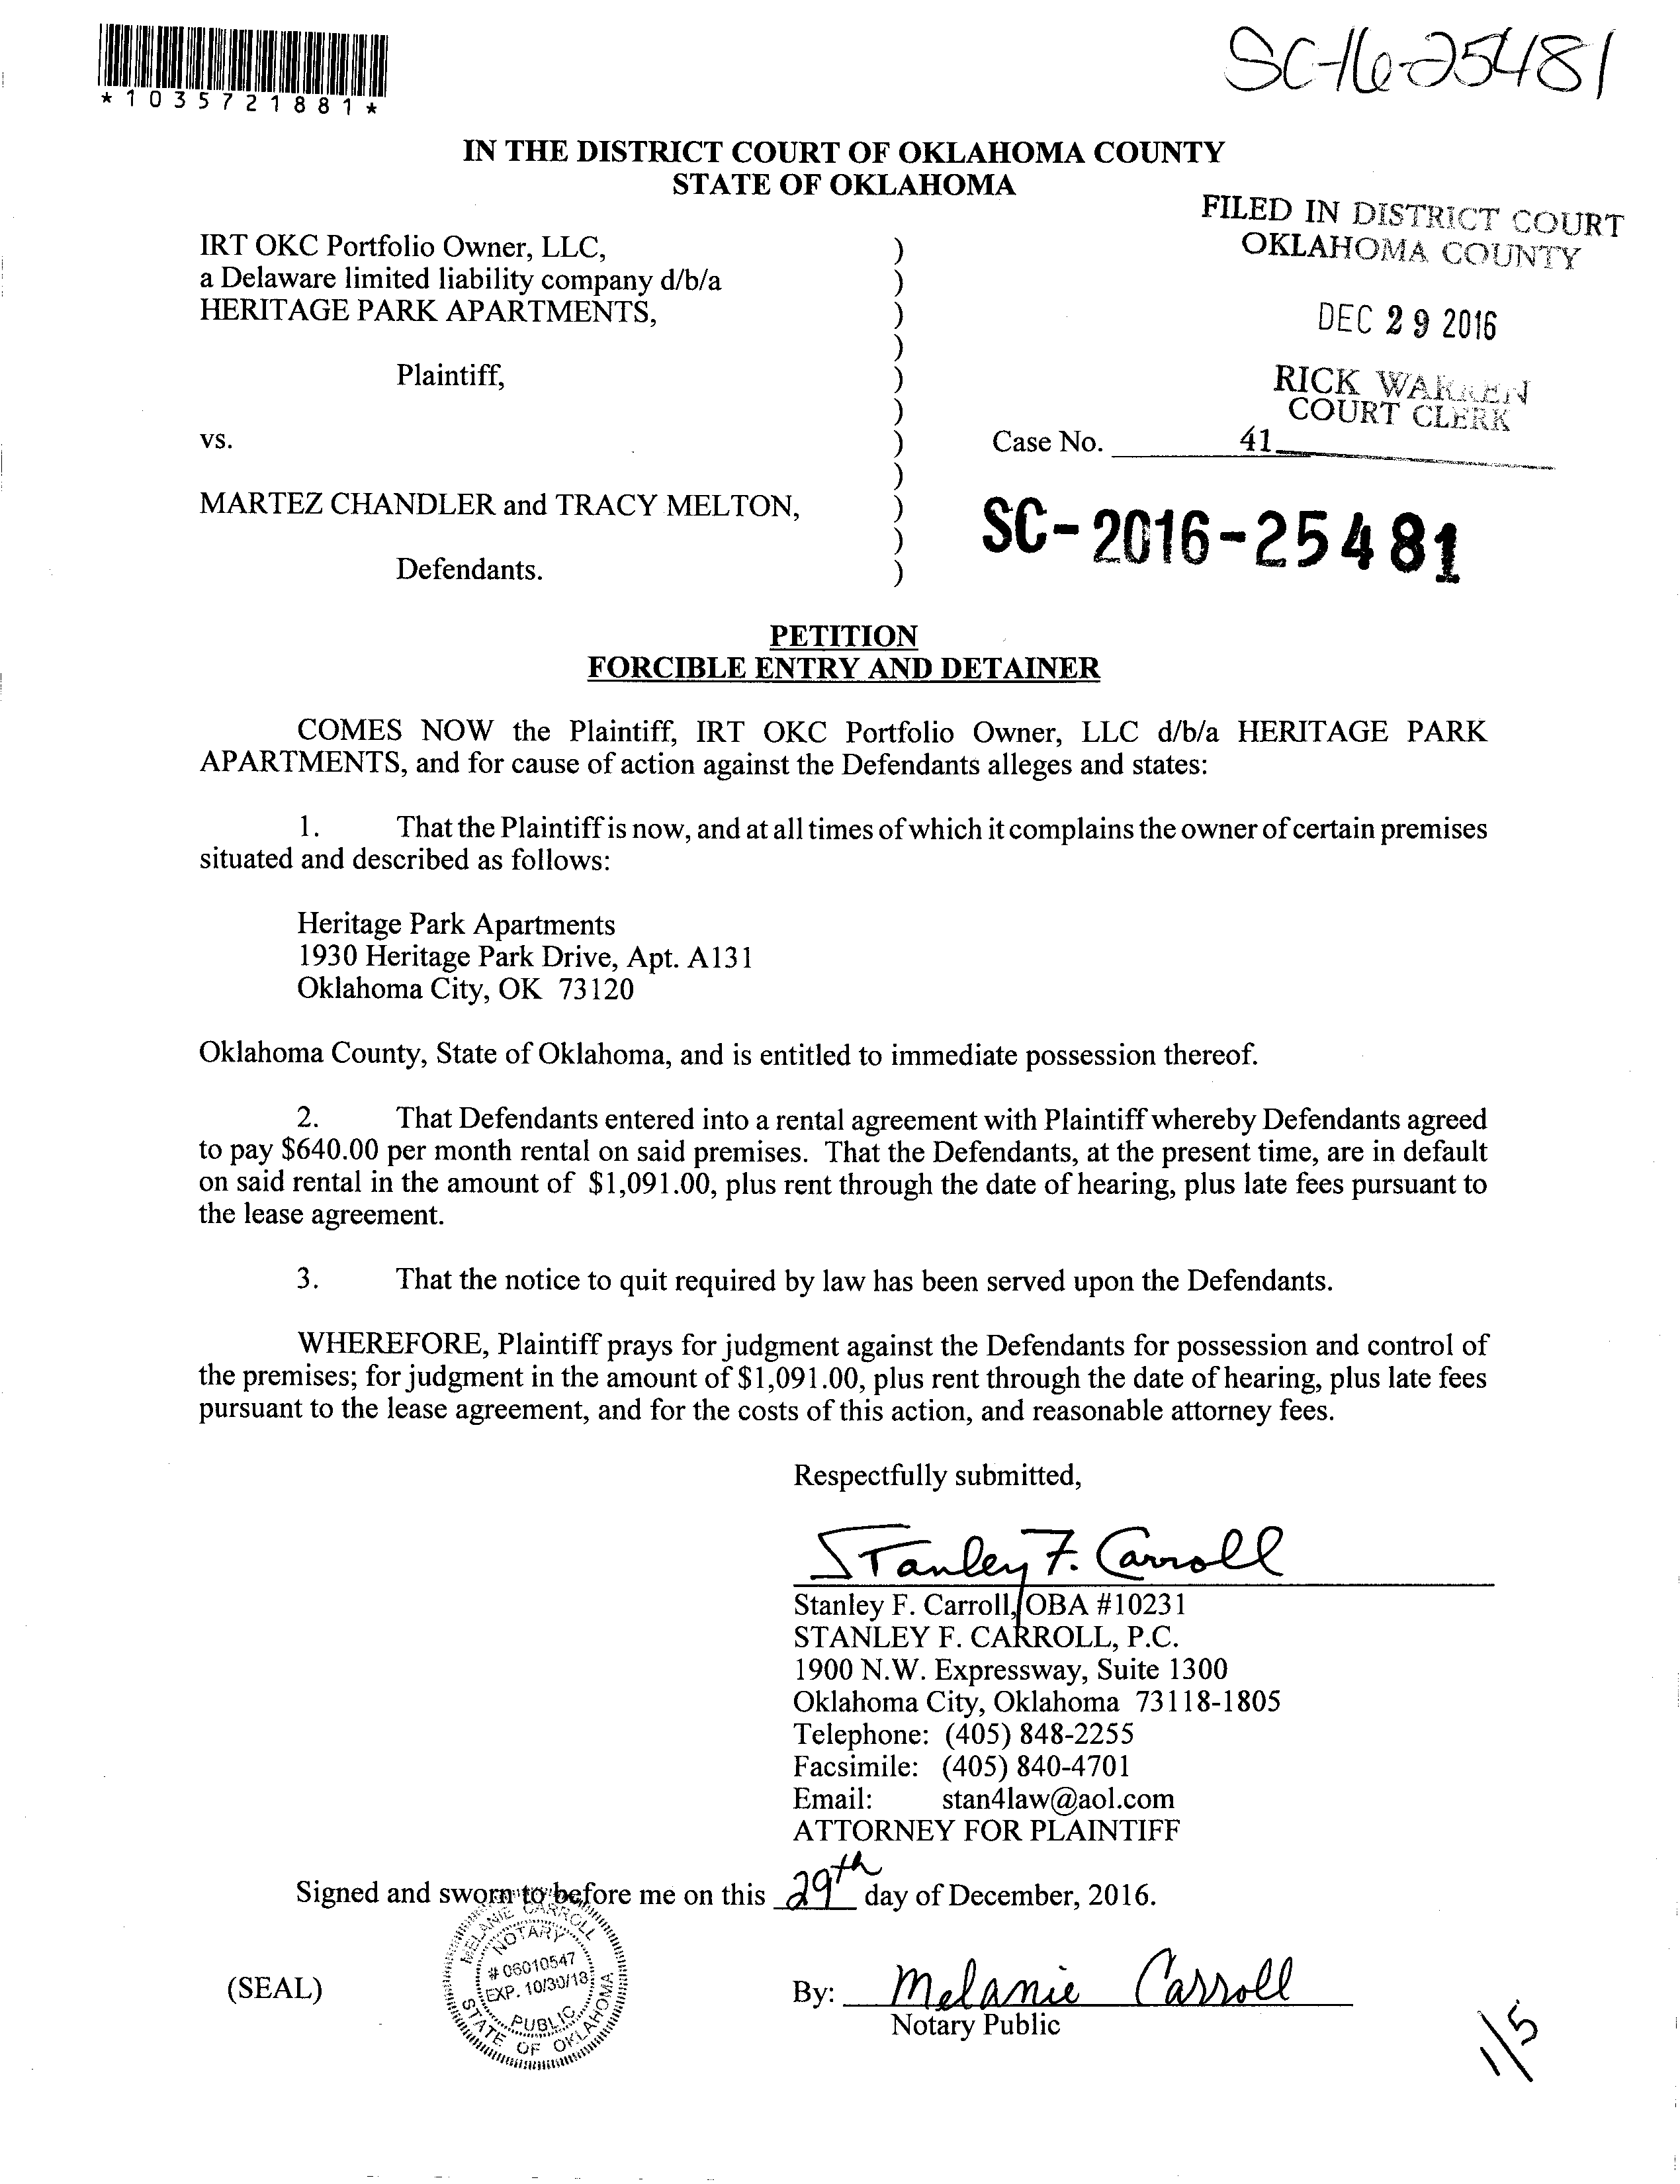 SC-16-25481
*1035721881*
IN THE DISTRICT COURT OF OKLAHOMA COUNTY
STATE OF OKLAHOMA
FILED IN DISTRICT COURT
OKLAHOMA COUNTY
DEC 29 2016
RICK WARREN
COURT CLERK
41
IRT OKC Portfolio Owner, LLC, )
a Delaware limited liability company d/b/a )
HERITAGE PARK APARTMENTS, )
)
Plaintiff, )
)
vs. ) Case No.
)
MARTEZ CHANDLER and TRACY MELTON, )
)
Defendants. )
SC-2016-25481
PETITION
FORCIBLE ENTRY AND DETAINER
COMES NOW the Plaintiff, IRT OKC Portfolio Owner, LLC d/b/a HERITAGE PARK
APARTMENTS, and for cause of action against the Defendants alleges and states:
1. That the Plaintiff is now, and at all times of which it complains the owner of certain premises
situated and described as follows:
Heritage Park Apartments
1930 Heritage Park Drive, Apt. A131
Oklahoma City, OK 73120
Oklahoma County, State of Oklahoma, and is entitled to immediate possession thereof.
2. That Defendants entered into a rental agreement with Plaintiff whereby Defendants agreed
to pay $640.00 per month rental on said premises. That the Defendants, at the present time, are in default
on said rental in the amount of $1,091.00, plus rent through the date of hearing, plus late fees pursuant to
the lease agreement.
3. That the notice to quit required by law has been served upon the Defendants.
WHEREFORE, Plaintiff prays for judgment against the Defendants for possession and control of
the premises; for judgment in the amount of $1,091.00, plus rent through the date of hearing, plus late fees
pursuant to the lease agreement, and for the costs of this action, and reasonable attorney fees.
Respectfully submitted,
Stanley F. Carroll
Stanley F. Carroll, OBA #10231
STANLEY F. CARROLL, P.C.
1900 N.W. Expressway, Suite 1300
Oklahoma City, Oklahoma 73118-1805
Telephone: (405) 848-2255
Facsimile: (405) 840-4701
Email: stan4law@aol.com
ATTORNEY FOR PLAINTIFF
Signed and sworn to before me on this 29th day of December, 2016.
(SEAL)
MELANIE CARROLL
NOTARY
# 06010547
EXP. 10/30/18
PUBLIC
STATE OF OKLAHOMA
By: Melanie Carroll
Notary Public
1/5